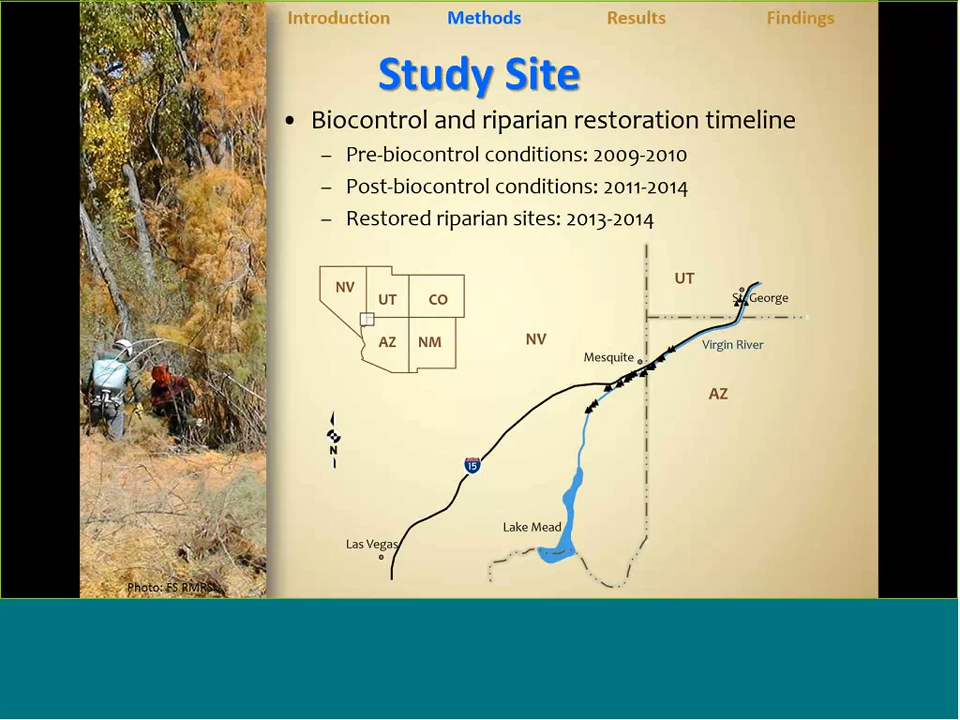 Introduction Methods Results Findings
Study Site
• Biocontrol and riparian restoration timeline
– Pre-biocontrol conditions: 2009-2010
– Post-biocontrol conditions: 2011-2014
– Restored riparian sites: 2013-2014
NV
UT
CO
AZ
NM
UT
St. George
NV
Virgin River
Mesquite
AZ
N
15
Lake Mead
Las Vegas
Photo: FS RMRS